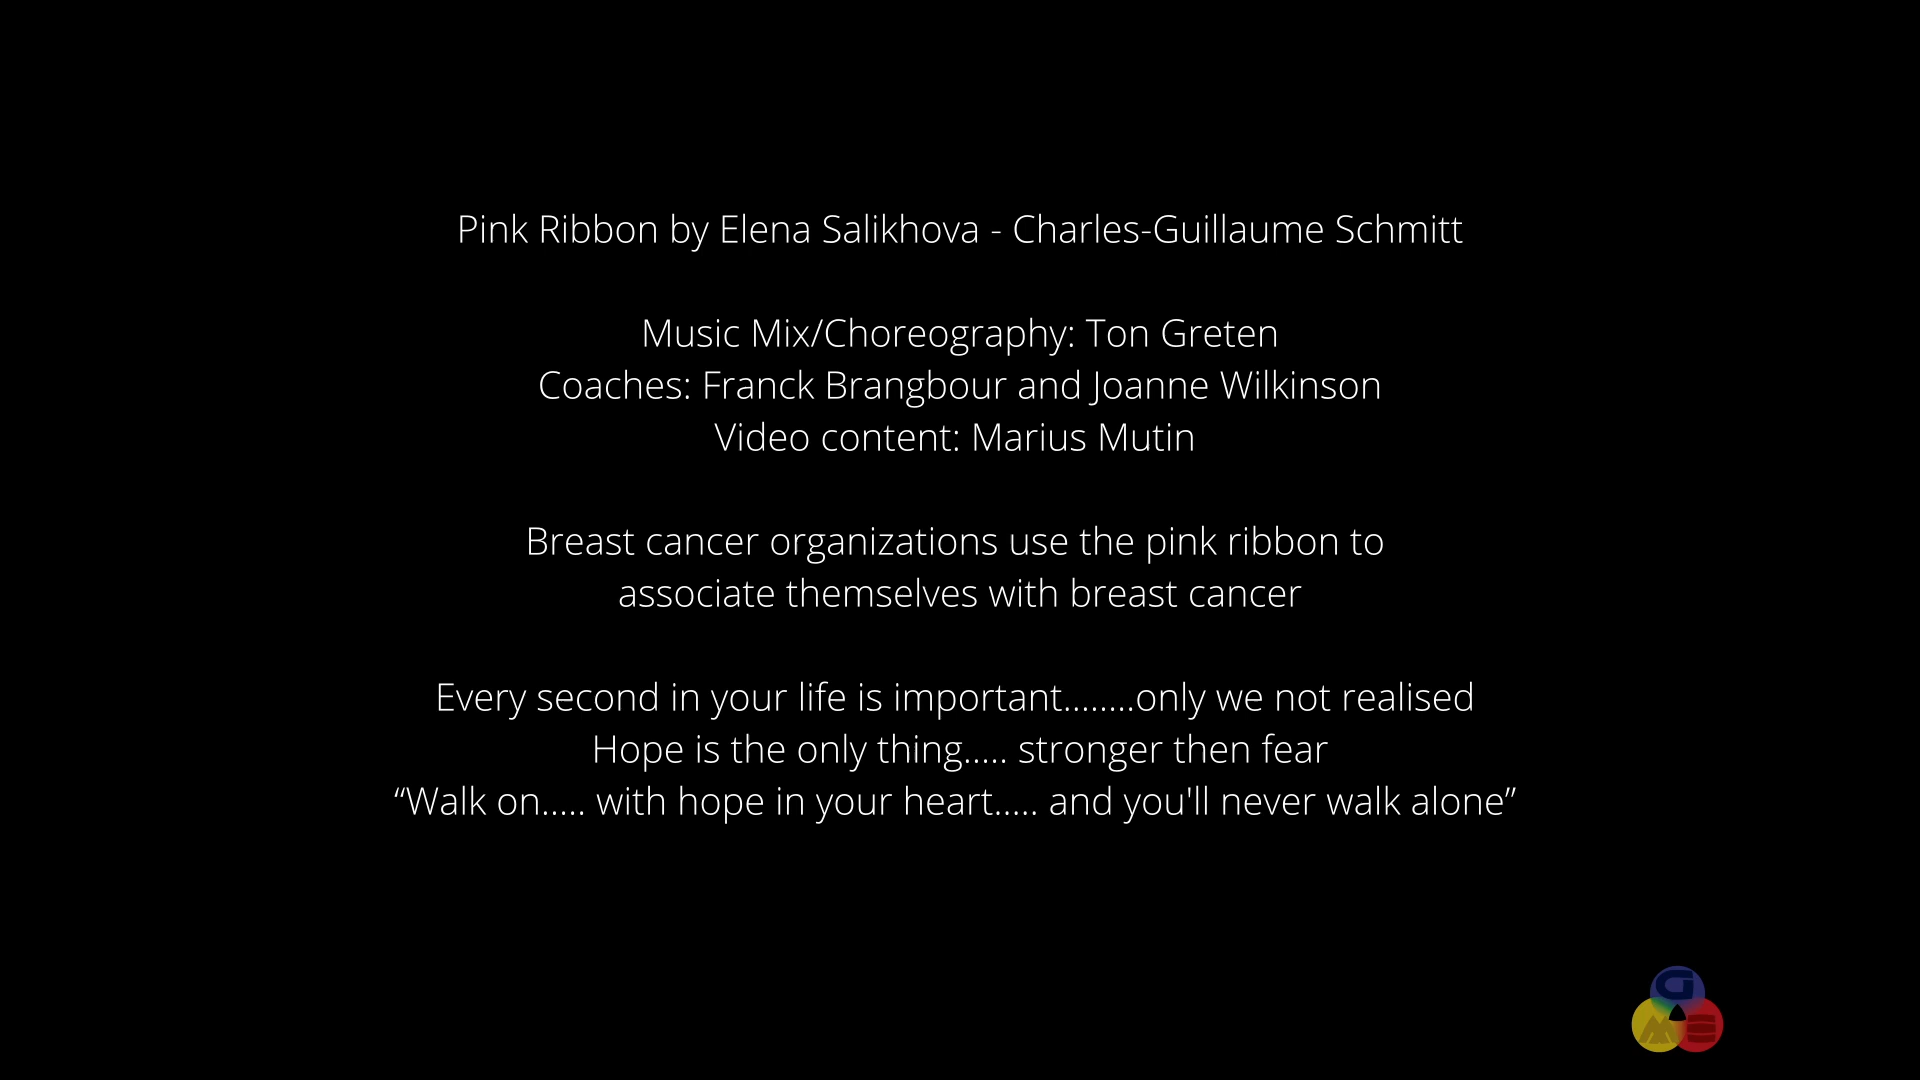 Pink Ribbon by Elena Salikhova - Charles-Guillaume Schmitt
Music Mix/Choreography: Ton Greten
Coaches: Franck Brangbour and Joanne Wilkinson
Video content: Marius Mutin
Breast cancer organizations use the pink ribbon to
associate themselves with breast cancer
Every second in your life is important........only we not realised
Hope is the only thing..... stronger then fear
“Walk on..... with hope in your heart..... and you'll never walk alone”
G
M E